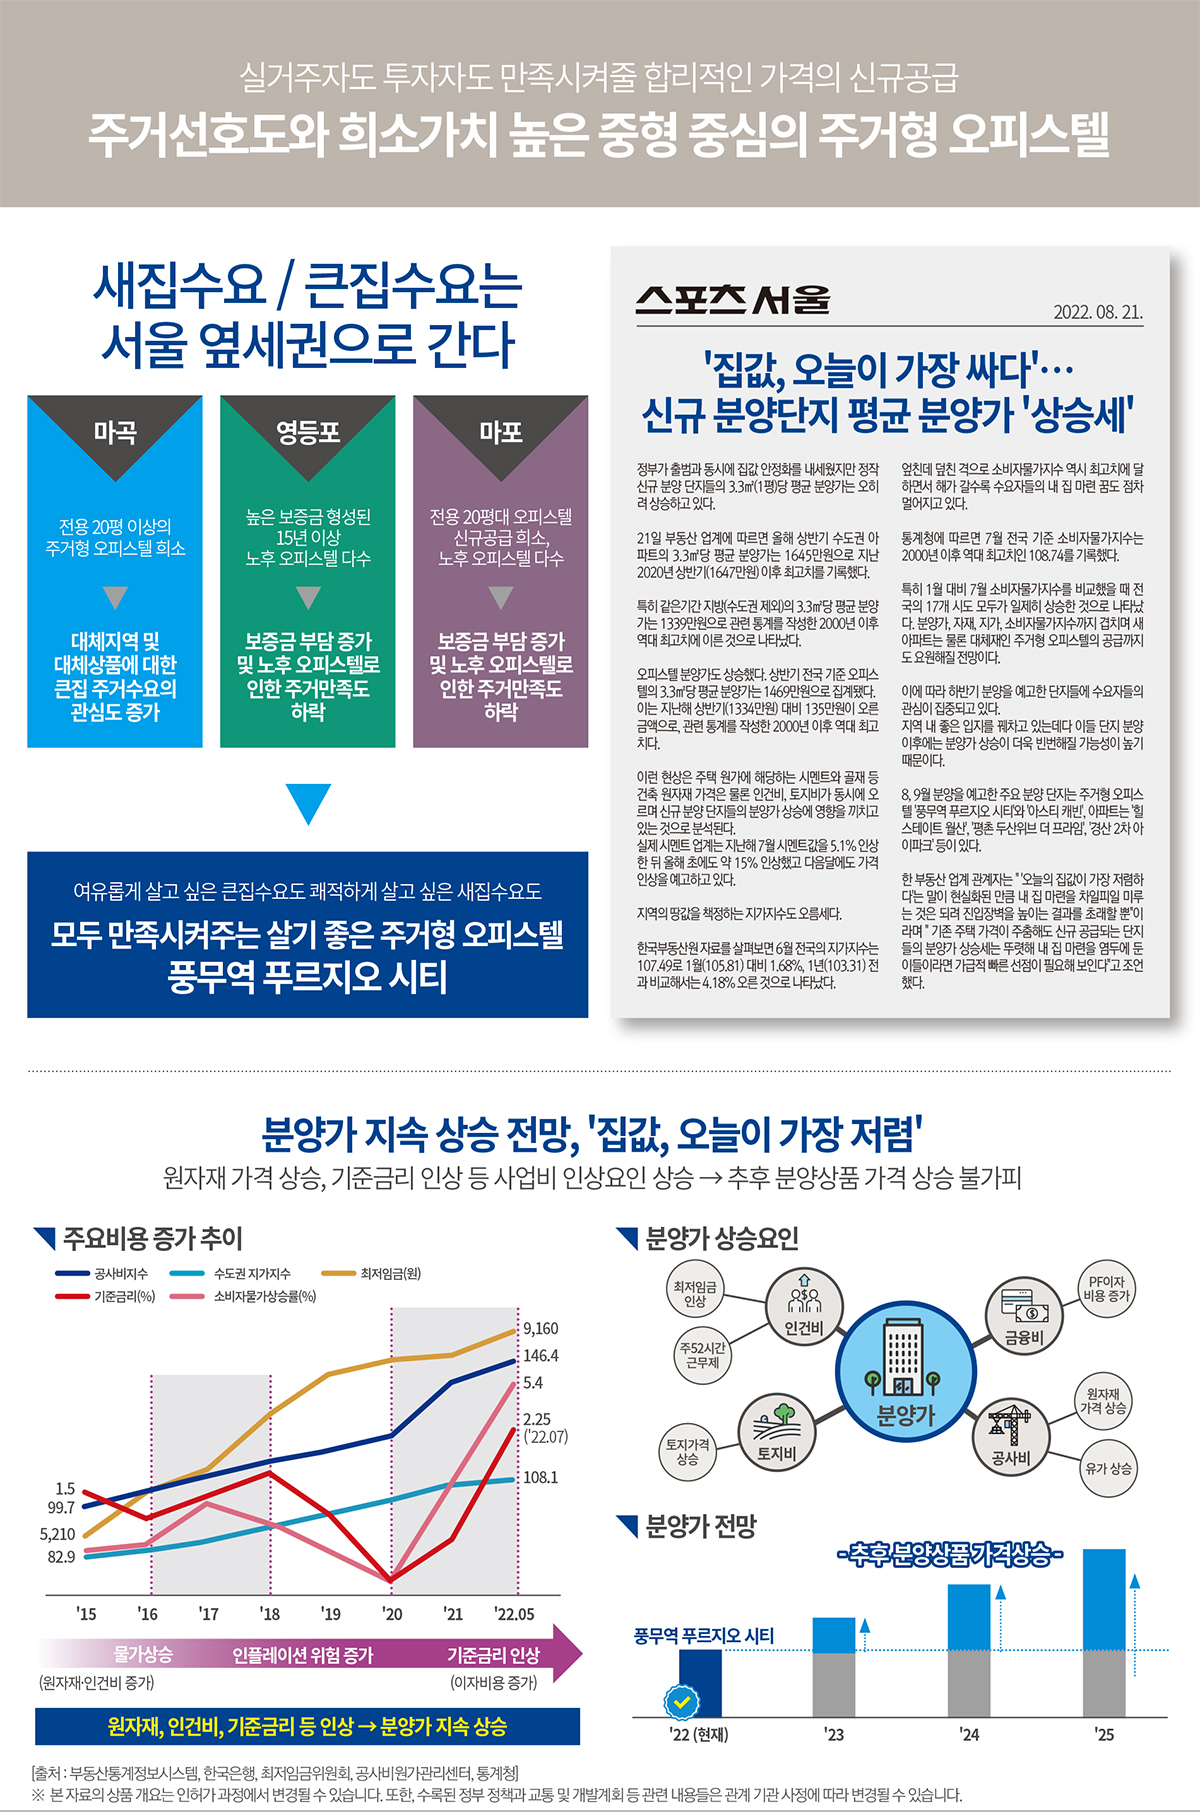 실거주자도 투자자도 만족시켜줄 합리적인 가격의 신규공급
주거선호도와 희소가치 높은 중형 중심의 주거형 오피스텔
새집수요 / 큰집수요는
서울 옆세권으로 간다
마곡
전용 20평 이상의
주거형 오피스텔 희소
대체지역 및
대체상품에 대한
큰집 주거수요의
관심도 증가
영등포
높은 보증금 형성된
15년 이상
노후 오피스텔 다수
보증금 부담 증가
및 노후 오피스텔로
인한 주거만족도
하락
마포
전용 20평대 오피스텔
신규공급 희소,
노후 오피스텔 다수
보증금 부담 증가
및 노후 오피스텔로
인한 주거만족도
하락
여유롭게 살고 싶은 큰집수요도 쾌적하게 살고 싶은 새집수요도
모두 만족시켜주는 살기 좋은 주거형 오피스텔
풍무역 푸르지오 시티
스포츠서울
2022. 08. 21.
'집값, 오늘이 가장 싸다'…
신규 분양단지 평균 분양가 '상승세'
정부가 출범과 동시에 집값 안정화를 내세웠지만 정작
신규 분양 단지들의 3.3㎡(1평)당 평균 분양가는 오히
려 상승하고 있다.
21일 부동산 업계에 따르면 올해 상반기 수도권 아
파트의 3.3㎡당 평균 분양가는 1645만원으로 지난
2020년 상반기(1647만원) 이후 최고치를 기록했다.
특히 같은기간 지방(수도권 제외)의 3.3㎡당 평균 분양
가는 1339만원으로 관련 통계를 작성한 2000년 이후
역대 최고치에 이른 것으로 나타났다.
오피스텔 분양가도 상승했다. 상반기 전국 기준 오피스
텔의 3.3㎡당 평균 분양가는 1469만원으로 집계됐다.
이는 지난해 상반기(1334만원) 대비 135만원이 오른
금액으로, 관련 통계를 작성한 2000년 이후 역대 최고
치다.
이런 현상은 주택 원가에 해당하는 시멘트와 골재 등
건축 원자재 가격은 물론 인건비, 토지비가 동시에 오
르며 신규 분양 단지들의 분양가 상승에 영향을 끼치고
있는 것으로 분석된다.
실제 시멘트 업계는 지난해 7월 시멘트값을 5.1% 인상
한 뒤 올해 초에도 약 15% 인상했고 다음달에도 가격
인상을 예고하고 있다.
지역의 땅값을 책정하는 지가지수도 오름세다.
한국부동산원 자료를 살펴보면 6월 전국의 지가지수는
107.49로 1월(105.81) 대비 1.68%, 1년(103.31) 전
과 비교해서는 4.18% 오른 것으로 나타났다.
엎친데 덮친 격으로 소비자물가지수 역시 최고치에 달
하면서 해가 갈수록 수요자들의 내 집 마련 꿈도 점차
멀어지고 있다.
통계청에 따르면 7월 전국 기준 소비자물가지수는
2000년 이후 역대 최고치인 108.74를 기록했다.
특히 1월 대비 7월 소비자물가지수를 비교했을 때 전
국의 17개 시도 모두가 일제히 상승한 것으로 나타났
다. 분양가, 자재, 지가, 소비자물가지수까지 겹치며 새
아파트는 물론 대체재인 주거형 오피스텔의 공급까지
도 요원해질 전망이다.
이에 따라 하반기 분양을 예고한 단지들에 수요자들의
관심이 집중되고 있다.
지역 내 좋은 입지를 꿰차고 있는데다 이들 단지 분양
이후에는 분양가 상승이 더욱 빈번해질 가능성이 높기
때문이다.
8, 9월 분양을 예고한 주요 분양 단지는 주거형 오피스
텔 '풍무역 푸르지오 시티'와 '아스티 캐빈', 아파트는 '힐
스테이트 월산', '평촌 두산위브 더 프라임', '경산 2차 아
이파크' 등이 있다.
한 부동산 업계 관계자는 " '오늘의 집값이 가장 저렴하
다'는 말이 현실화된 만큼 내 집 마련을 차일피일 미루
는 것은 되려 진입장벽을 높이는 결과를 초래할 뿐"이
라며 " 기존 주택 가격이 주춤해도 신규 공급되는 단지
들의 분양가 상승세는 뚜렷해 내 집 마련을 염두에 둔
이들이라면 가급적 빠른 선점이 필요해 보인다"고 조언
했다.
분양가 지속 상승 전망, '집값, 오늘이 가장 저렴'
원자재 가격 상승, 기준금리 인상 등 사업비 인상요인 상승 → 추후 분양상품 가격 상승 불가피
주요비용 증가 추이
공사비지수
수도권 지가지수
최저임금(원)
기준금리(%)
소비자물가상승률(%)
9,160
146.4
5.4
2.25
('22.07)
108.1
1.5
99.7
5,210
82.9
'15
'16
'17
'18
'19
'20
'21
'22.05
물가상승
인플레이션 위험 증가
기준금리 인상
(원자재·인건비 증가)
(이자비용 증가)
원자재, 인건비, 기준금리 등 인상 → 분양가 지속 상승
분양가 상승요인
최저임금
인상
주52시간
근무제
인건비
금융비
PF이자
비용 증가
분양가
토지가격
상승
토지비
공사비
원자재
가격 상승
유가 상승
분양가 전망
- 추후 분양상품 가격상승 -
풍무역 푸르지오 시티
'22 (현재)
'23
'24
'25
[출처 : 부동산통계정보시스템, 한국은행, 최저임금위원회, 공사비원가관리센터, 통계청]
※ 본 자료의 상품 개요는 인허가 과정에서 변경될 수 있습니다. 또한, 수록된 정부 정책과 교통 및 개발계획 등 관련 내용들은 관계 기관 사정에 따라 변경될 수 있습니다.